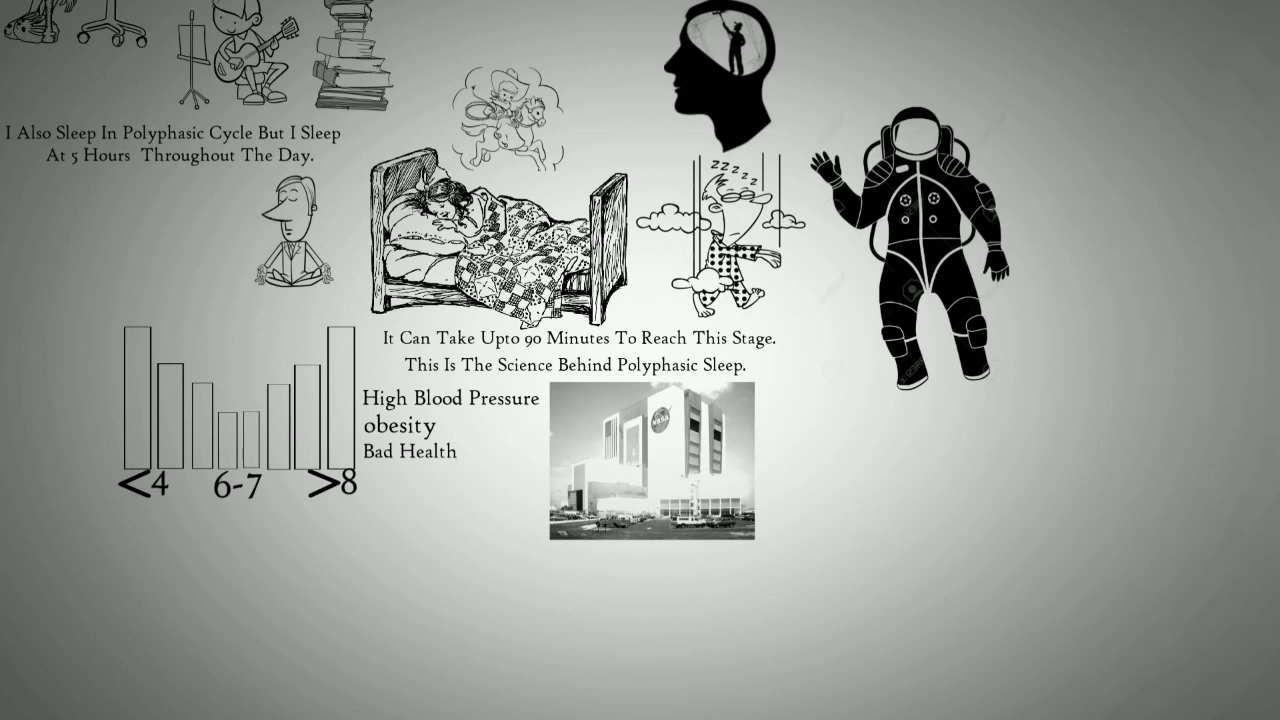 I Also Sleep In Polyphasic Cycle But I Sleep
At 5 Hours Throughout The Day.
zzzzz
It Can Take Upto 90 Minutes To Reach This Stage.
This Is The Science Behind Polyphasic Sleep.
High Blood Pressure
obesity
Bad Health
<4 6-7 >8
NASA